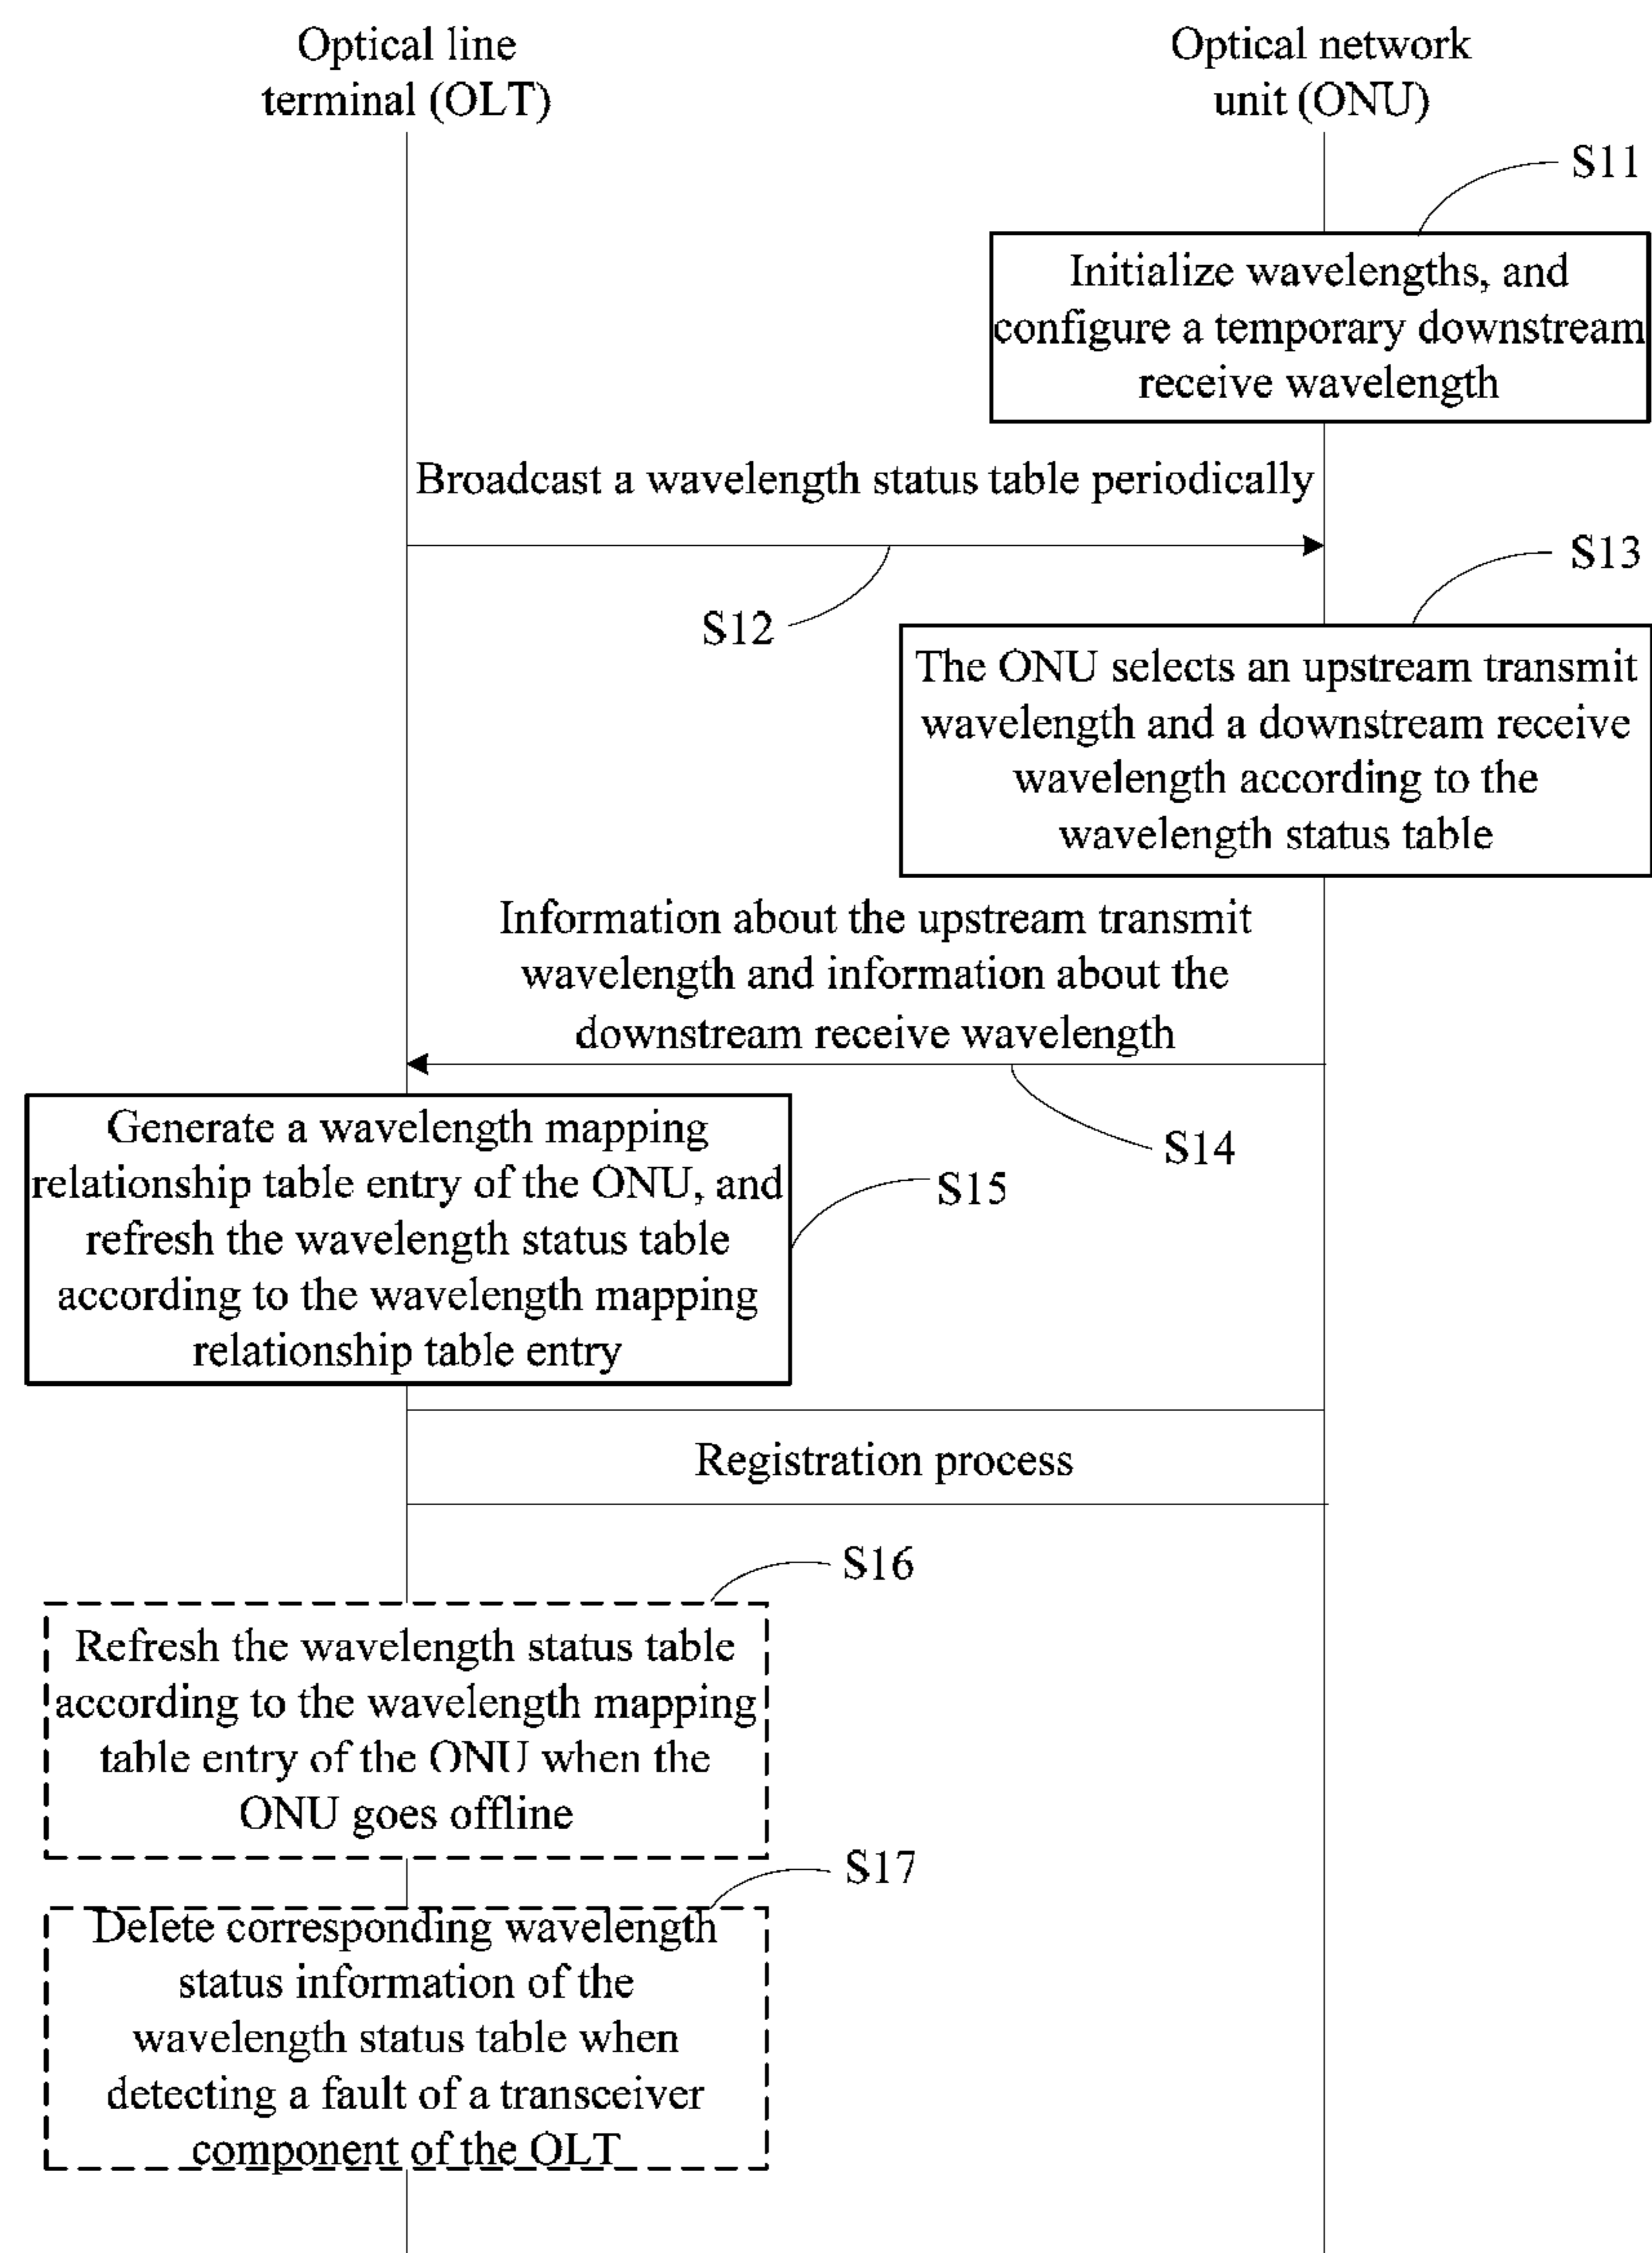 Optical line
terminal (OLT)
Optical network
unit (ONU)
S11
Initialize wavelengths, and
configure a temporary downstream
receive wavelength
Broadcast a wavelength status table periodically
S12
S13
The ONU selects an upstream transmit
wavelength and a downstream receive
wavelength according to the
wavelength status table
Information about the upstream transmit
wavelength and information about the
downstream receive wavelength
S14
Generate a wavelength mapping
relationship table entry of the ONU, and
refresh the wavelength status table
according to the wavelength mapping
relationship table entry
S15
Registration process
S16
Refresh the wavelength status table
according to the wavelength mapping
table entry of the ONU when the
ONU goes offline
S17
Delete corresponding wavelength
status information of the
wavelength status table when
detecting a fault of a transceiver
component of the OLT